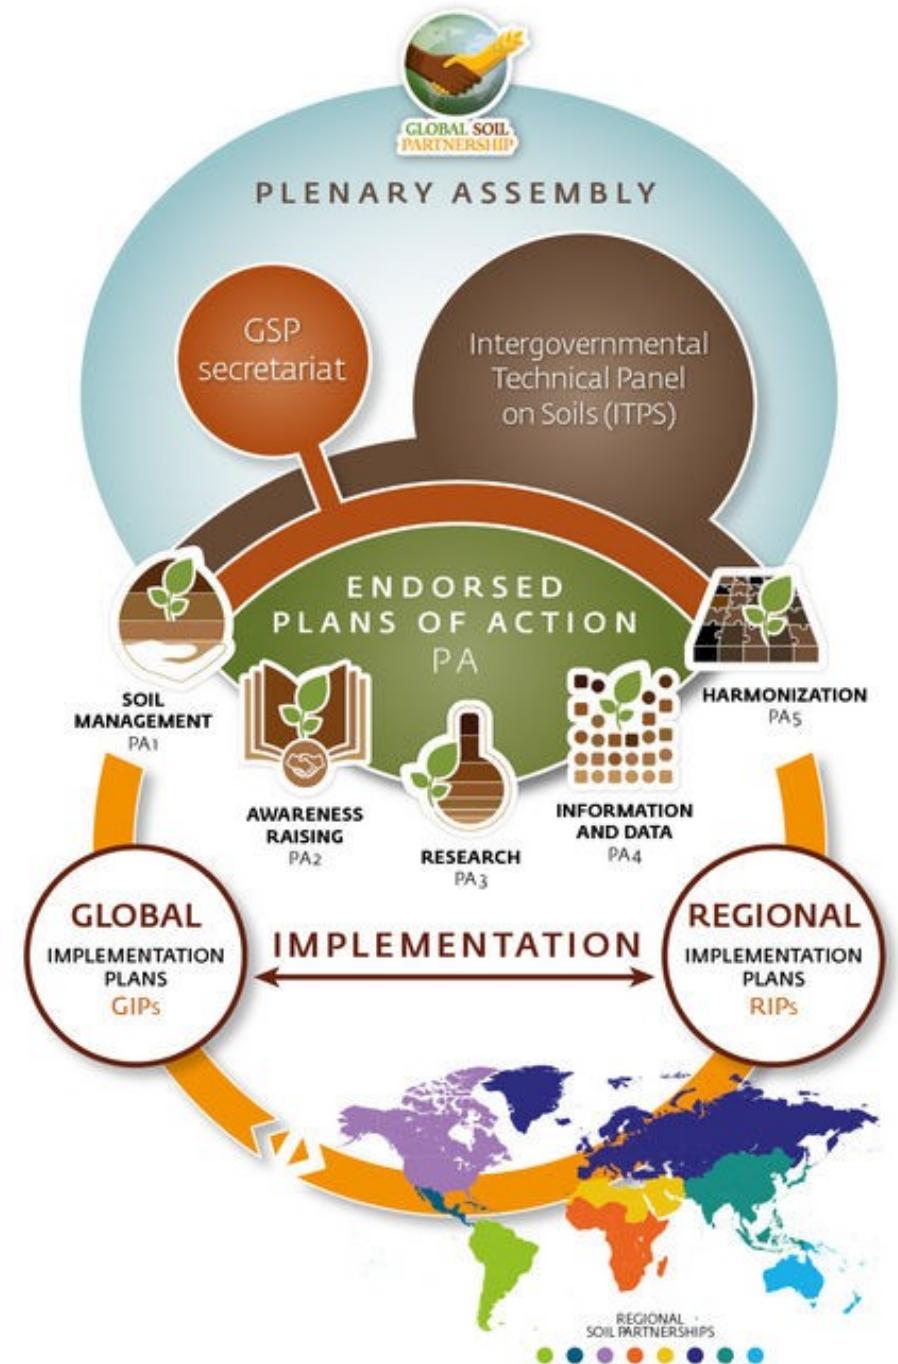 GLOBAL SOIL
PARTNERSHIP
PLENARY ASSEMBLY
GSP
secretariat
Intergovernmental
Technical Panel
on Soils (ITPS)
ENDORSED
PLANS OF ACTION
PA
SOIL
MANAGEMENT
PA1
AWARENESS
RAISING
PA2
RESEARCH
PA3
INFORMATION
AND DATA
PA4
HARMONIZATION
PA5
GLOBAL
IMPLEMENTATION
PLANS
GIPs
IMPLEMENTATION
REGIONAL
IMPLEMENTATION
PLANS
RIPs
REGIONAL
SOIL PARTNERSHIPS